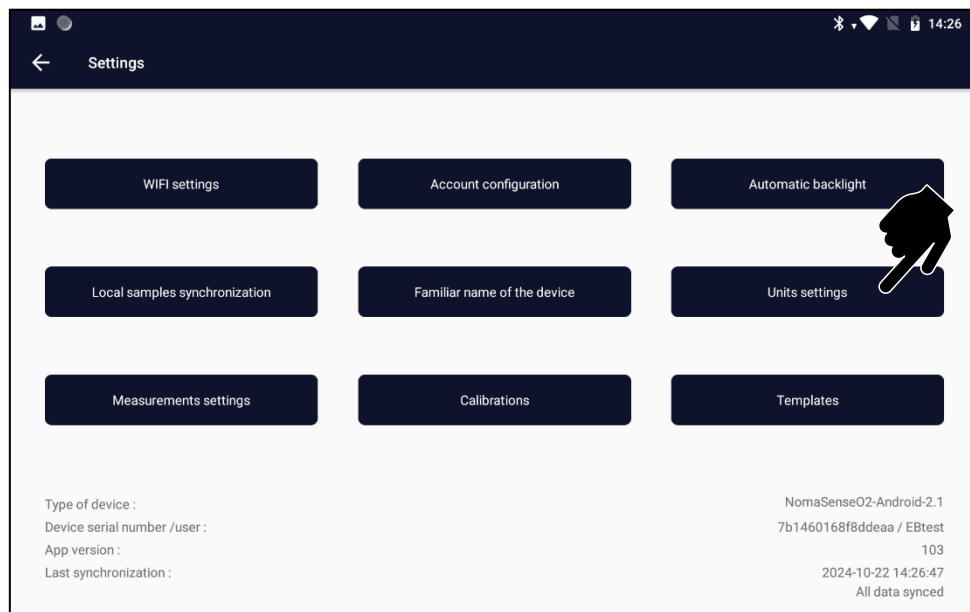 14:26
Settings
WIFI settings
Account configuration
Automatic backlight
Local samples synchronization
Familiar name of the device
Units settings
Measurements settings
Calibrations
Templates
Type of device : NomaSenseO2-Android-2.1
Device serial number /user : 7b1460168f8ddeaa / EBtest
App version : 103
Last synchronization : 2024-10-22 14:26:47
All data synced